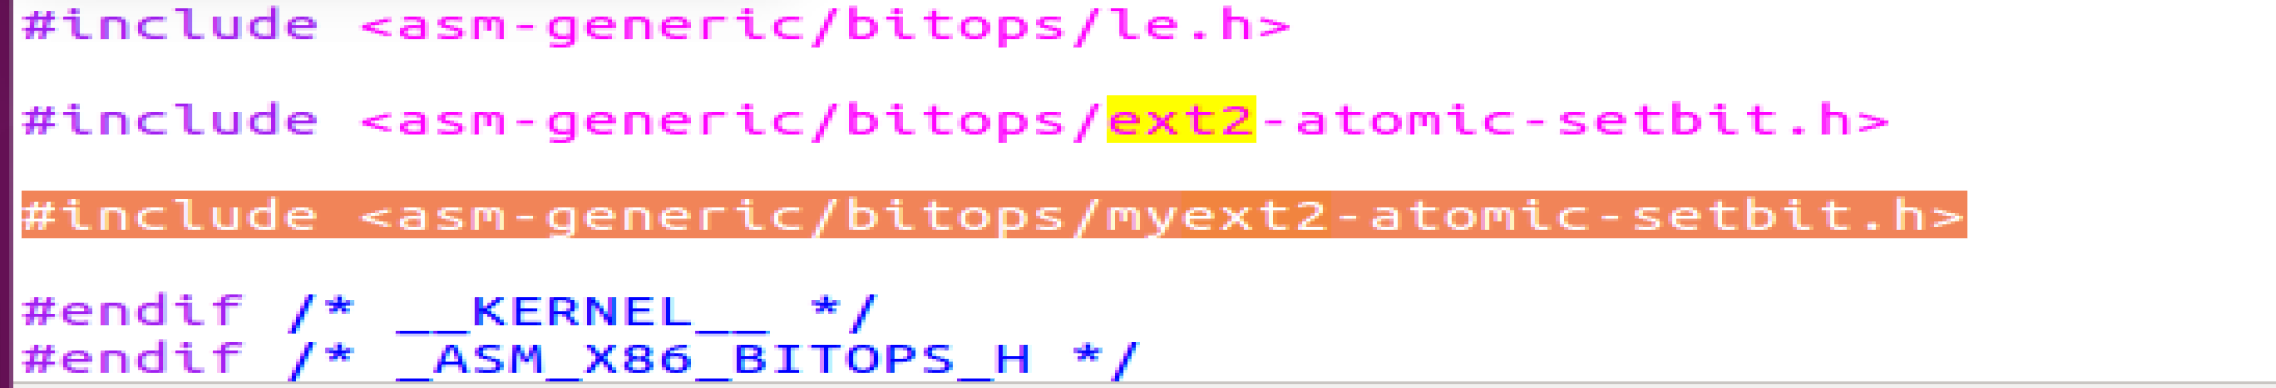 #include <asm-generic/bitops/le.h>
#include <asm-generic/bitops/ext2-atomic-setbit.h>
#include <asm-generic/bitops/myext2-atomic-setbit.h>
#endif /* __KERNEL__ */
#endif /* _ASM_X86_BITOPS_H */